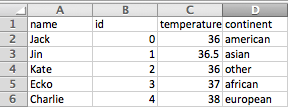 A B C D
1 name id temperature continent
2 Jack 0 36 american
3 Jin 1 36.5 asian
4 Kate 2 36 other
5 Ecko 3 37 african
6 Charlie 4 38 european